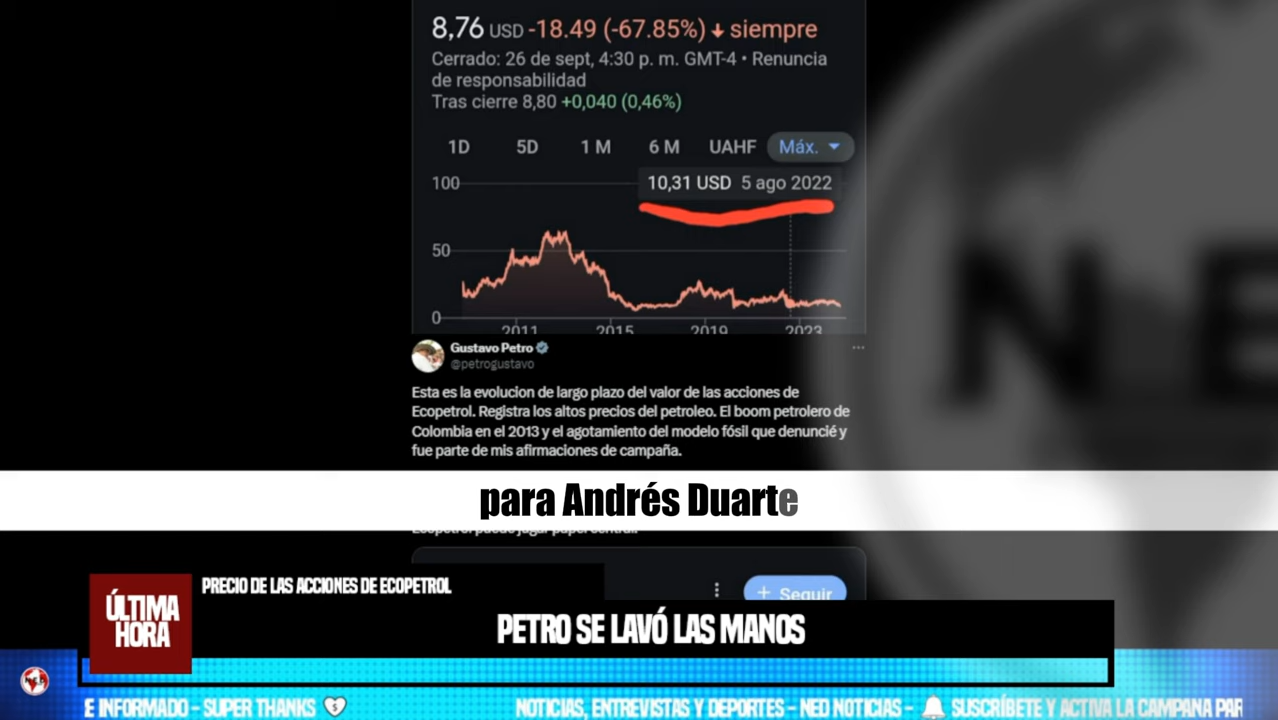 8,76 USD -18.49 (-67.85%) ↓ siempre
Cerrado: 26 de sept, 4:30 p. m. GMT-4 • Renuncia
de responsabilidad
Tras cierre 8,80 +0,040 (0,46%)
1D 5D 1 M 6 M UAHF Máx.
100
10,31 USD 5 ago 2022
50
0
2011 2015 2019 2023
Gustavo Petro
@petrogustavo
Esta es la evolucion de largo plazo del valor de las acciones de
Ecopetrol. Registra los altos precios del petroleo. El boom petrolero de
Colombia en el 2013 y el agotamiento del modelo fósil que denuncié y
fue parte de mis afirmaciones de campaña.
para Andrés Duarte
Ecopetrol puede jugar papel central.
+ Seguir
PRECIO DE LAS ACCIONES DE ECOPETROL
ÚLTIMA
HORA
PETRO SE LAVÓ LAS MANOS
E INFORMADO - SUPER THANKS NOTICIAS, ENTREVISTAS Y DEPORTES - NED NOTICIAS - SUSCRÍBETE Y ACTIVA LA CAMPANA PAR
N E